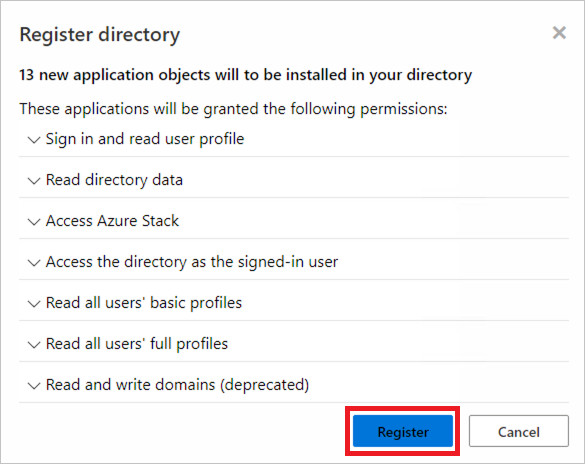 Register directory
13 new application objects will to be installed in your directory
These applications will be granted the following permissions:
Sign in and read user profile
Read directory data
Access Azure Stack
Access the directory as the signed-in user
Read all users' basic profiles
Read all users' full profiles
Read and write domains (deprecated)
Register
Cancel